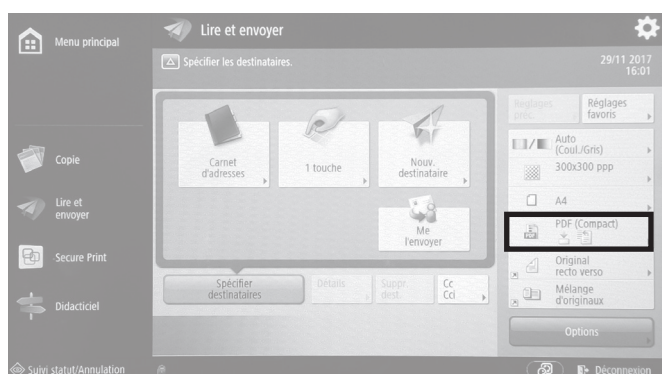 Menu principal
Lire et envoyer
Spécifier les destinataires.
29/11 2017
16:01
Réglages
préc.
Réglages
favoris
Copie
Lire et
envoyer
Secure Print
Didacticiel
Suivi statut/Annulation
Carnet
d'adresses
1 touche
Nouv.
destinataire
Me
l'envoyer
Spécifier
destinataires
Détails
Suppr.
dest.
Cc
Cci
Auto
(Coul./Gris)
300x300 ppp
A4
PDF (Compact)
Original
recto verso
Mélange
d'originaux
Options
Déconnexion